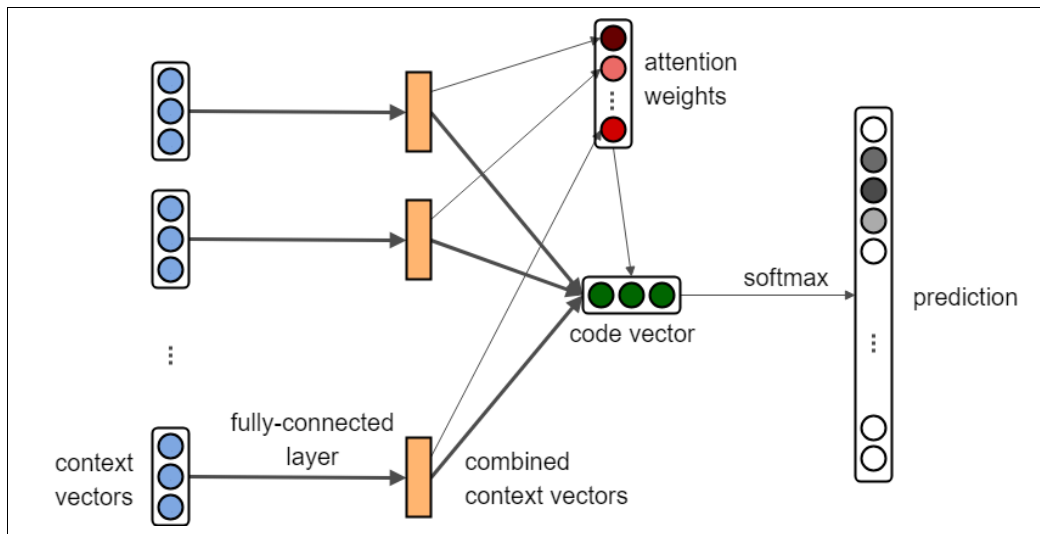 attention
weights
softmax
prediction
code vector
fully-connected
layer
context
vectors
combined
context vectors